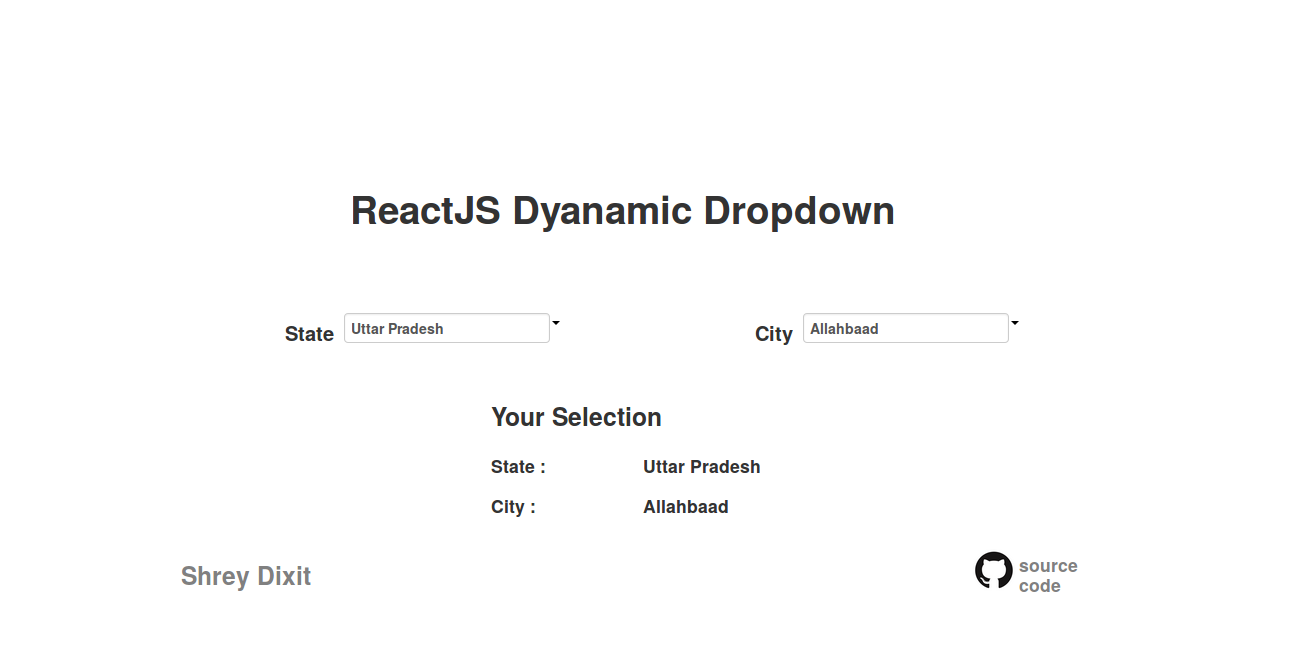 ReactJS Dyanamic Dropdown
State Uttar Pradesh City Allahbaad
Your Selection
State : Uttar Pradesh
City : Allahbaad
Shrey Dixit
source
code